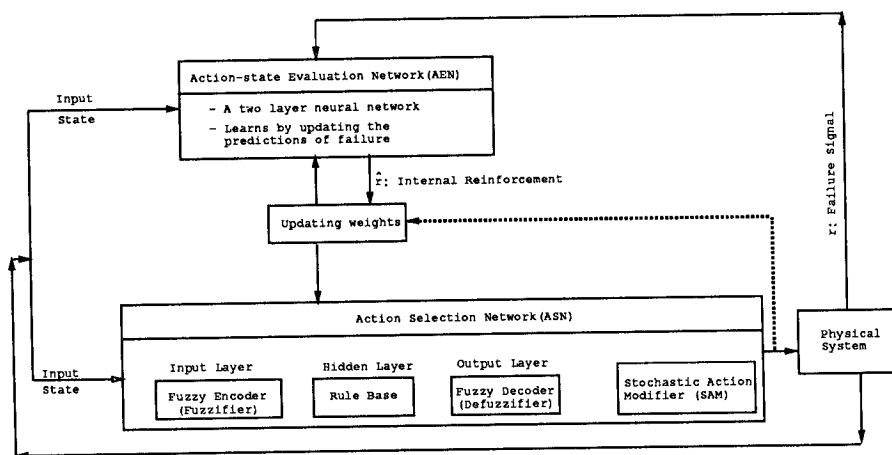 Action-state Evaluation Network(AEN)
- A two layer neural network
- Learns by updating the
predictions of failure
Input
State
r̂: Internal Reinforcement
r: Failure Signal
Updating weights
Action Selection Network(ASN)
Physical
System
Input Layer
Hidden Layer
Output Layer
Input
State
Fuzzy Encoder
(Fuzzifier)
Rule Base
Fuzzy Decoder
(Defuzzifier)
Stochastic Action
Modifier (SAM)